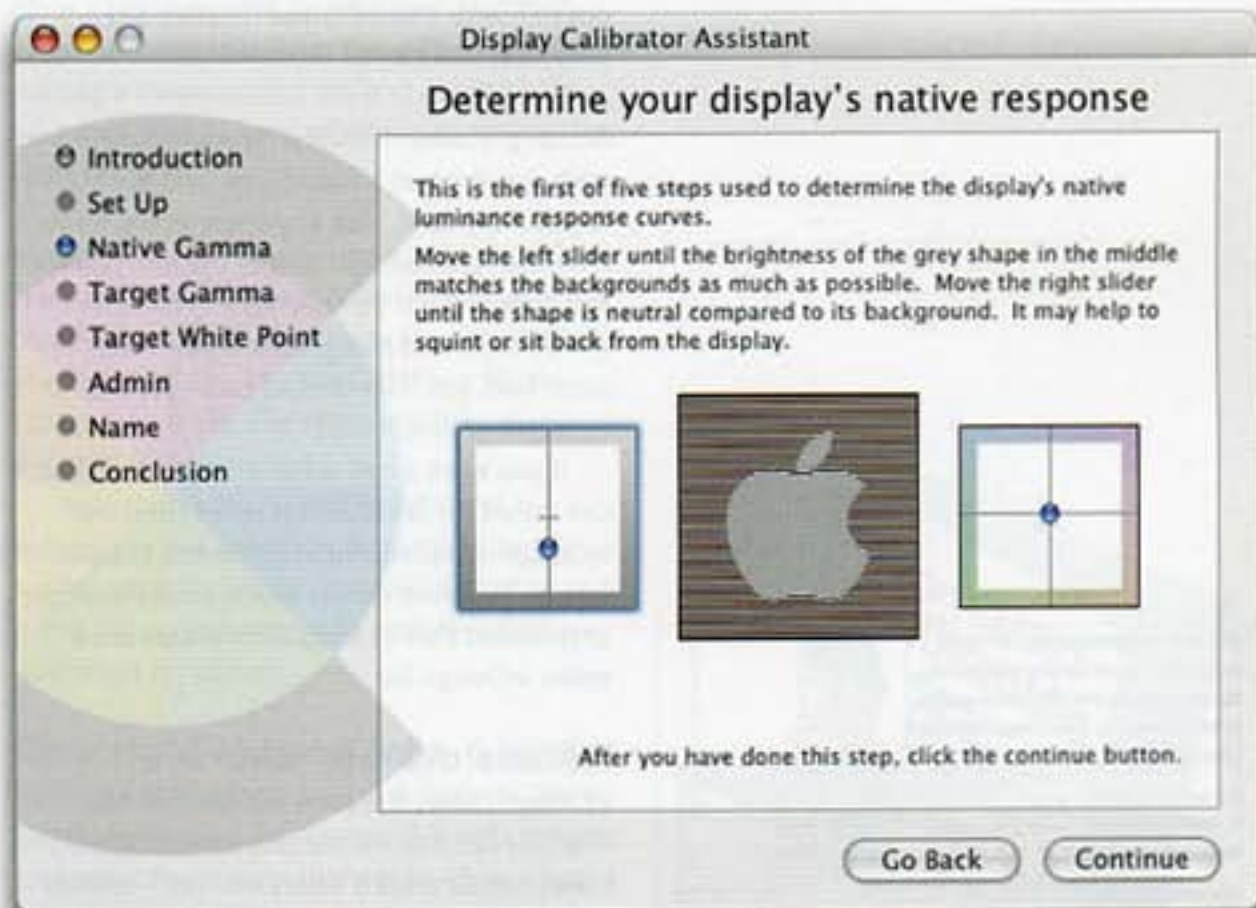 Display Calibrator Assistant
Determine your display's native response
Introduction
Set Up
Native Gamma
Target Gamma
Target White Point
Admin
Name
Conclusion
This is the first of five steps used to determine the display's native
luminance response curves.
Move the left slider until the brightness of the grey shape in the middle
matches the backgrounds as much as possible. Move the right slider
until the shape is neutral compared to its background. It may help to
squint or sit back from the display.
After you have done this step, click the continue button.
Go Back
Continue